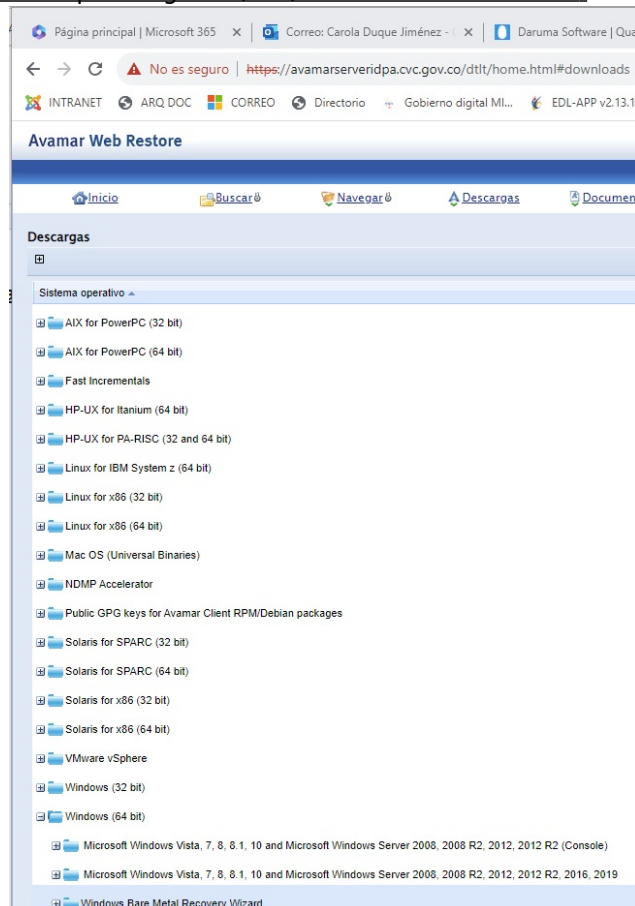 Página principal | Microsoft 365
Correo: Carola Duque Jiménez -
Daruma Software | Qua
No es seguro | https://avamarserveridpa.cvc.gov.co/dtlt/home.html#downloads
INTRANET ARQ DOC CORREO Directorio Gobierno digital MI... EDL-APP v2.13.1
Avamar Web Restore
Inicio Buscar Navegar Descargas Documen
Descargas
Sistema operativo
AIX for PowerPC (32 bit)
AIX for PowerPC (64 bit)
Fast Incrementals
HP-UX for Itanium (64 bit)
HP-UX for PA-RISC (32 and 64 bit)
Linux for IBM System z (64 bit)
Linux for x86 (32 bit)
Linux for x86 (64 bit)
Mac OS (Universal Binaries)
NDMP Accelerator
Public GPG keys for Avamar Client RPM/Debian packages
Solaris for SPARC (32 bit)
Solaris for SPARC (64 bit)
Solaris for x86 (32 bit)
Solaris for x86 (64 bit)
VMware vSphere
Windows (32 bit)
Windows (64 bit)
Microsoft Windows Vista, 7, 8, 8.1, 10 and Microsoft Windows Server 2008, 2008 R2, 2012, 2012 R2 (Console)
Microsoft Windows Vista, 7, 8, 8.1, 10 and Microsoft Windows Server 2008, 2008 R2, 2012, 2012 R2, 2016, 2019
Windows Bare Metal Recovery Wizard